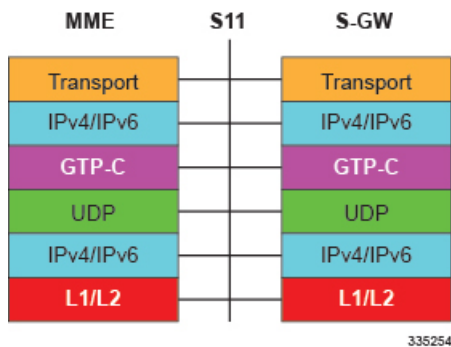 MME S11 S-GW
Transport Transport
IPv4/IPv6 IPv4/IPv6
GTP-C GTP-C
UDP UDP
IPv4/IPv6 IPv4/IPv6
L1/L2 L1/L2
335254